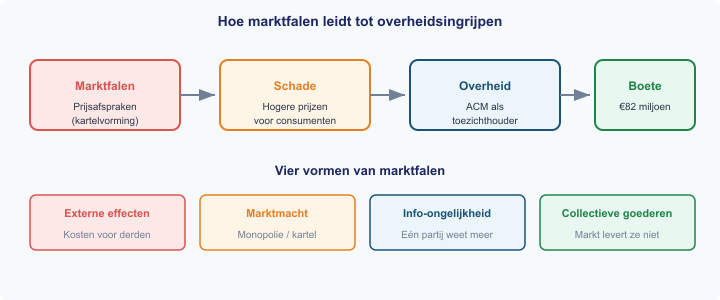 Hoe marktfalen leidt tot overheidsingrijpen
Marktfalen
Prijsafspraken
(kartelvorming)
Schade
Hogere prijzen
voor consumenten
Overheid
ACM als
toezichthouder
Boete
€82 miljoen
Vier vormen van marktfalen
Externe effecten
Kosten voor derden
Marktmacht
Monopolie / kartel
Info-ongelijkheid
Eén partij weet meer
Collectieve goederen
Markt levert ze niet